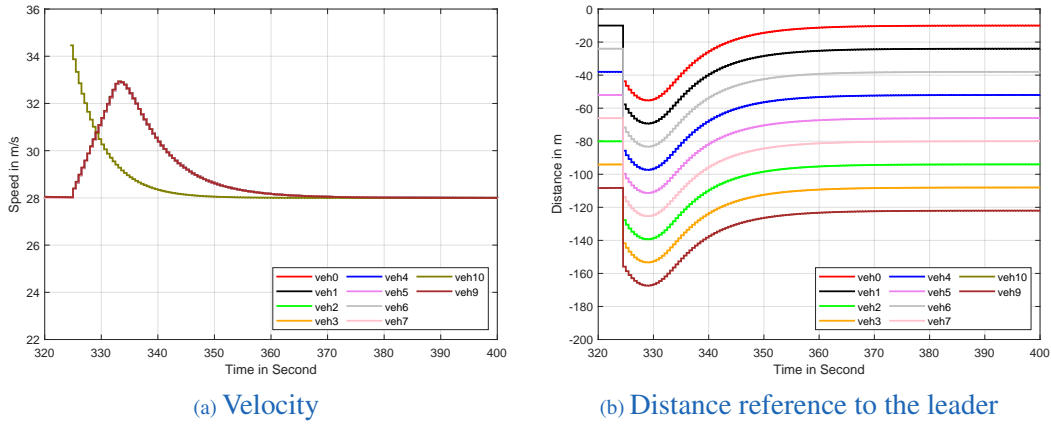 36
34
32
30
28
26
24
22
320 330 340 350 360 370 380 390 400
Speed in m/s
Time in Second
veh0 veh4 veh10
veh1 veh5 veh9
veh2 veh6
veh3 veh7
(a) Velocity
0
-20
-40
-60
-80
-100
-120
-140
-160
-180
-200
320 330 340 350 360 370 380 390 400
Distance in m
Time in Second
veh0 veh4 veh10
veh1 veh5 veh9
veh2 veh6
veh3 veh7
(b) Distance reference to the leader